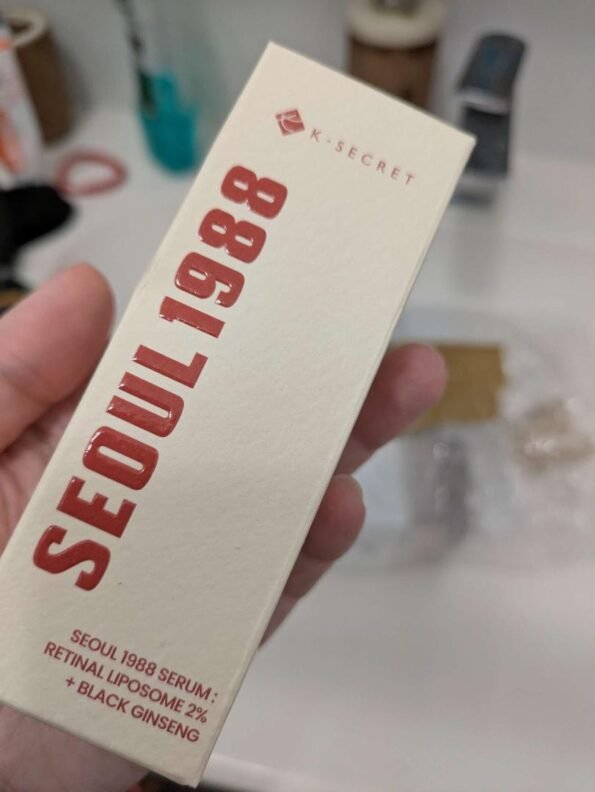 K-SECRET
SEOUL 1988
SEOUL 1988 SERUM :
RETINAL LIPOSOME 2%
+ BLACK GINSENG